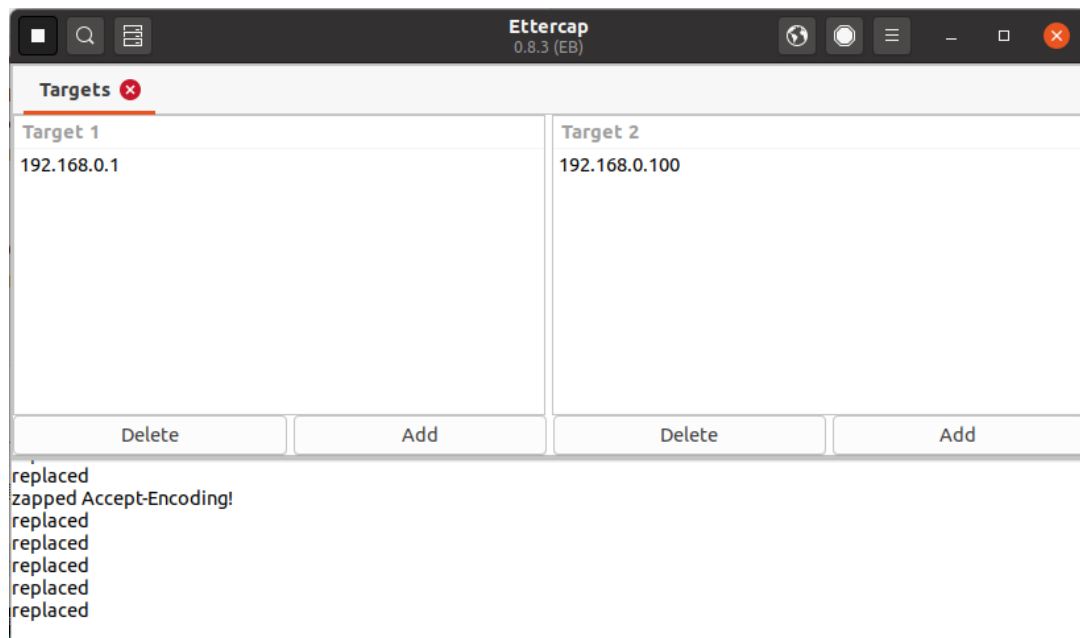 Ettercap
0.8.3 (EB)
Targets
Target 1
Target 2
192.168.0.1
192.168.0.100
Delete
Add
Delete
Add
replaced
zapped Accept-Encoding!
replaced
replaced
replaced
replaced
replaced